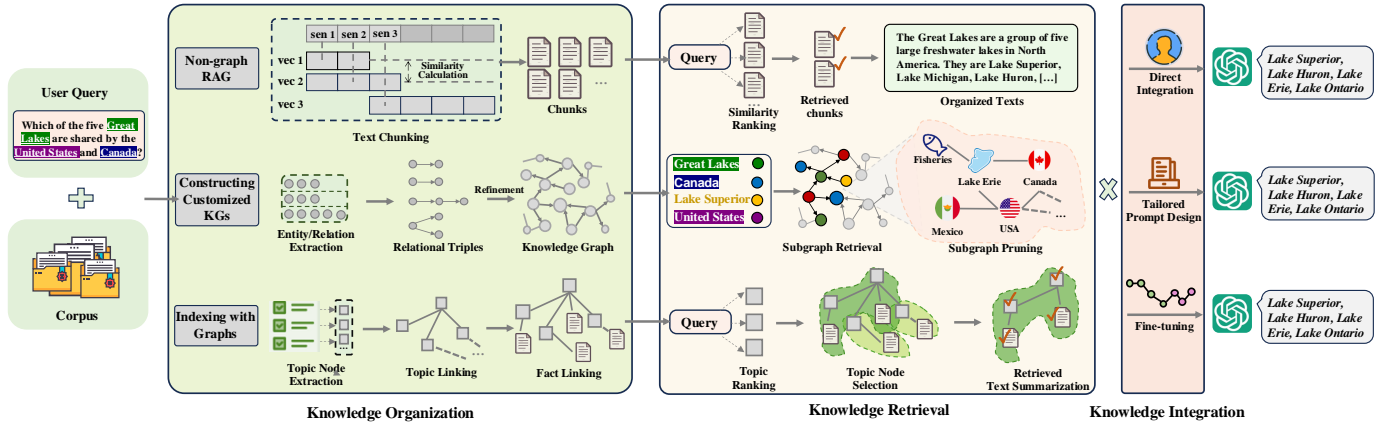 User Query
Which of the five Great
Lakes are shared by the
United States and Canada?
Corpus
Non-graph
RAG
sen 1
sen 2
sen 3
vec 1
vec 2
vec 3
Similarity
Calculation
Text Chunking
...
Chunks
Constructing
Customized
KGs
Entity/Relation
Extraction
Relational Triples
Refinement
Knowledge Graph
Indexing with
Graphs
Topic Node
Extraction
...
Topic Linking
...
Fact Linking
Knowledge Organization
Query
...
Similarity
Ranking
Retrieved
chunks
The Great Lakes are a group of five
large freshwater lakes in North
America. They are Lake Superior,
Lake Michigan, Lake Huron, [...]
Organized Texts
Great Lakes
Canada
Lake Superior
United States
Subgraph Retrieval
Fisheries
Lake Erie
Canada
Mexico
USA
...
Subgraph Pruning
Query
Topic
Ranking
Topic Node
Selection
Retrieved
Text Summarization
Knowledge Retrieval
Direct
Integration
Tailored
Prompt Design
Fine-tuning
Knowledge Integration
Lake Superior,
Lake Huron, Lake
Erie, Lake Ontario
Lake Superior,
Lake Huron, Lake
Erie, Lake Ontario
Lake Superior,
Lake Huron, Lake
Erie, Lake Ontario